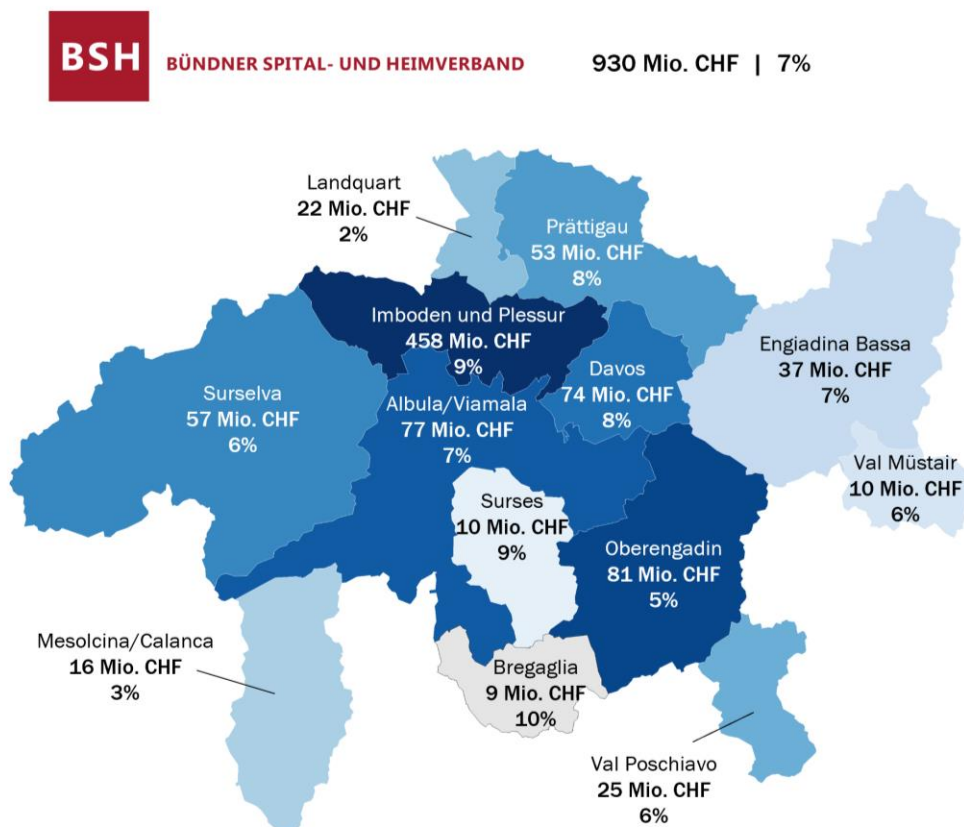 BSH
BÜNDNER SPITAL- UND HEIMVERBAND
930 Mio. CHF | 7%
Landquart
22 Mio. CHF
2%
Prättigau
53 Mio. CHF
8%
Imboden und Plessur
458 Mio. CHF
9%
Engiadina Bassa
37 Mio. CHF
7%
Davos
74 Mio. CHF
8%
Surselva
57 Mio. CHF
6%
Albula/Viamala
77 Mio. CHF
7%
Val Müstair
10 Mio. CHF
6%
Surses
10 Mio. CHF
9%
Oberengadin
81 Mio. CHF
5%
Mesolcina/Calanca
16 Mio. CHF
3%
Bregaglia
9 Mio. CHF
10%
Val Poschiavo
25 Mio. CHF
6%